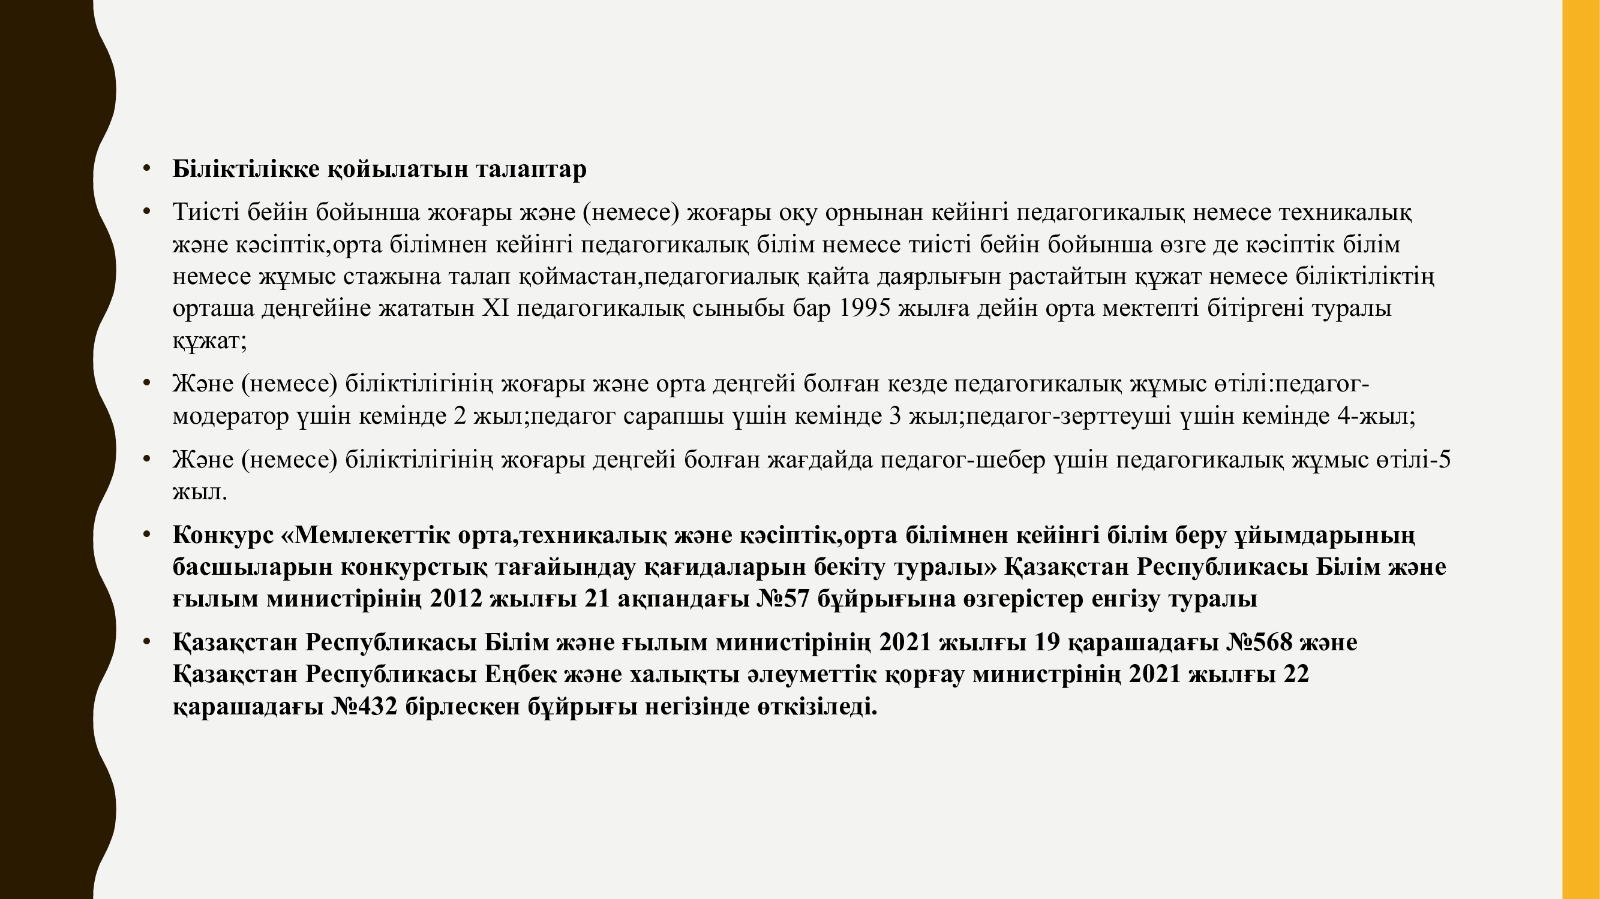 • Біліктілікке қойылатын талаптар
• Тиісті бейін бойынша жоғары және (немесе) жоғары оқу орнынан кейінгі педагогикалық немесе техникалық
және кәсіптік,орта білімнен кейінгі педагогикалық білім немесе тиісті бейін бойынша өзге де кәсіптік білім
немесе жұмыс стажына талап қоймастан,педагогиалық қайта даярлығын растайтын құжат немесе біліктіліктің
орташа деңгейіне жататын XI педагогикалық сыныбы бар 1995 жылға дейін орта мектепті бітіргені туралы
құжат;
• Және (немесе) біліктілігінің жоғары және орта деңгейі болған кезде педагогикалық жұмыс өтілі:педагог-
модератор үшін кемінде 2 жыл;педагог сарапшы үшін кемінде 3 жыл;педагог-зерттеуші үшін кемінде 4-жыл;
• Және (немесе) біліктілігінің жоғары деңгейі болған жағдайда педагог-шебер үшін педагогикалық жұмыс өтілі-5
жыл.
• Конкурс «Мемлекеттік орта,техникалық және кәсіптік,орта білімнен кейінгі білім беру ұйымдарының
басшыларын конкурстық тағайындау қағидаларын бекіту туралы» Қазақстан Республикасы Білім және
ғылым министірінің 2012 жылғы 21 ақпандағы №57 бұйрығына өзгерістер енгізу туралы
• Қазақстан Республикасы Білім және ғылым министірінің 2021 жылғы 19 қарашадағы №568 және
Қазақстан Республикасы Еңбек және халықты әлеуметтік қорғау министрінің 2021 жылғы 22
қарашадағы №432 бірлескен бұйрығы негізінде өткізіледі.